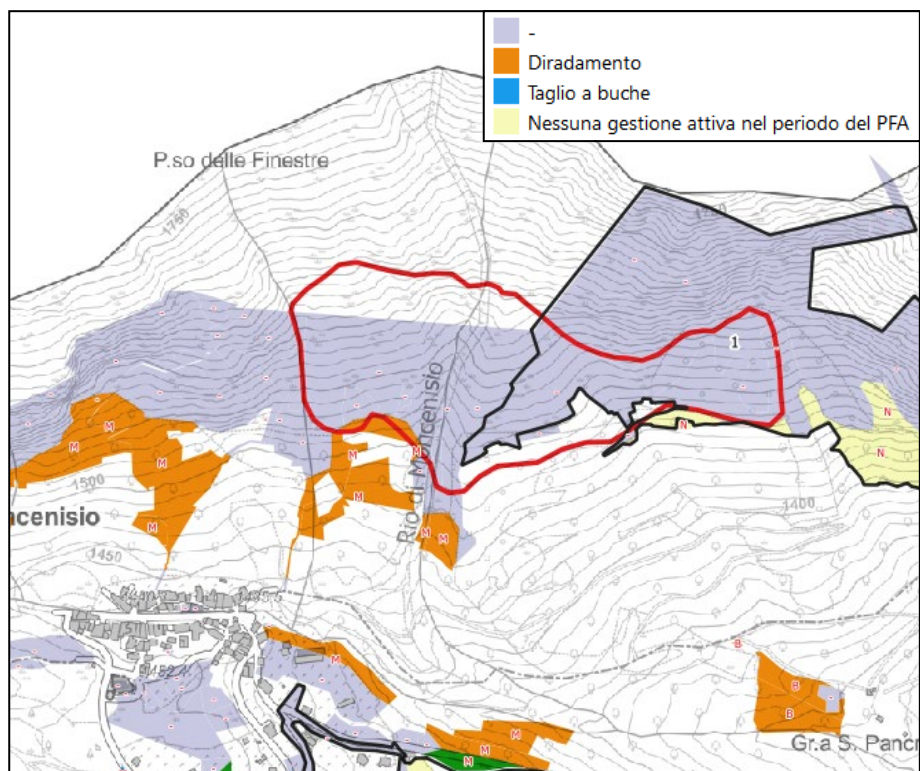 -
Diradamento
Taglio a buche
Nessuna gestione attiva nel periodo del PFA
P.so delle Finestre
1750
1
N
N
N
M
M
M
M
M
M
M
1500
1400
Rio di Moncenisio
ncenisio
1450
M
M
B
M
B
B
M
M
M
Gr.a S. Pancr